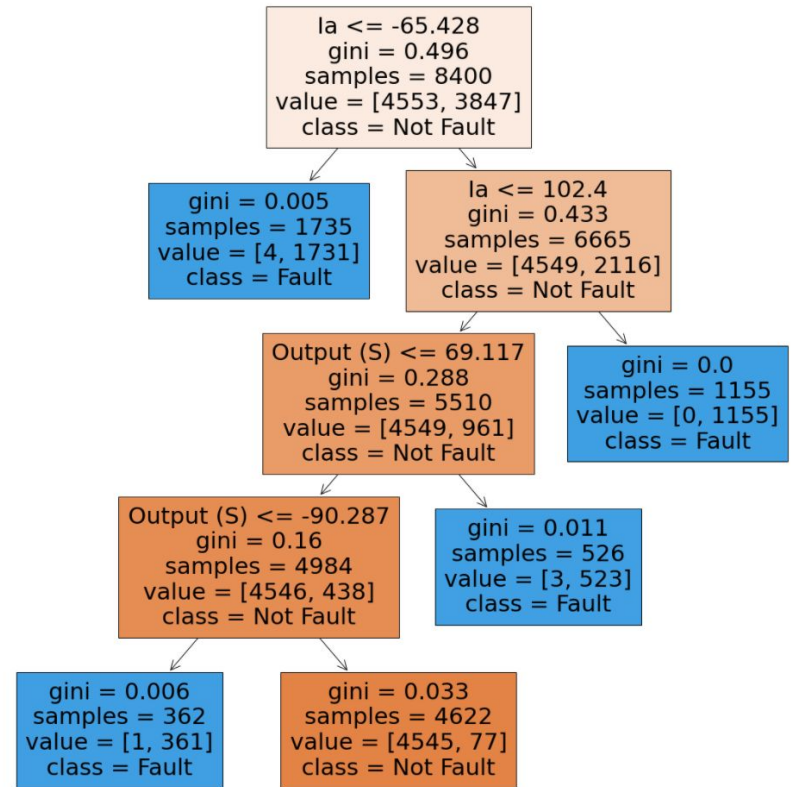 Ia <= -65.428
gini = 0.496
samples = 8400
value = [4553, 3847]
class = Not Fault
gini = 0.005
samples = 1735
value = [4, 1731]
class = Fault
Ia <= 102.4
gini = 0.433
samples = 6665
value = [4549, 2116]
class = Not Fault
Output (S) <= 69.117
gini = 0.288
samples = 5510
value = [4549, 961]
class = Not Fault
gini = 0.0
samples = 1155
value = [0, 1155]
class = Fault
Output (S) <= -90.287
gini = 0.16
samples = 4984
value = [4546, 438]
class = Not Fault
gini = 0.011
samples = 526
value = [3, 523]
class = Fault
gini = 0.006
samples = 362
value = [1, 361]
class = Fault
gini = 0.033
samples = 4622
value = [4545, 77]
class = Not Fault